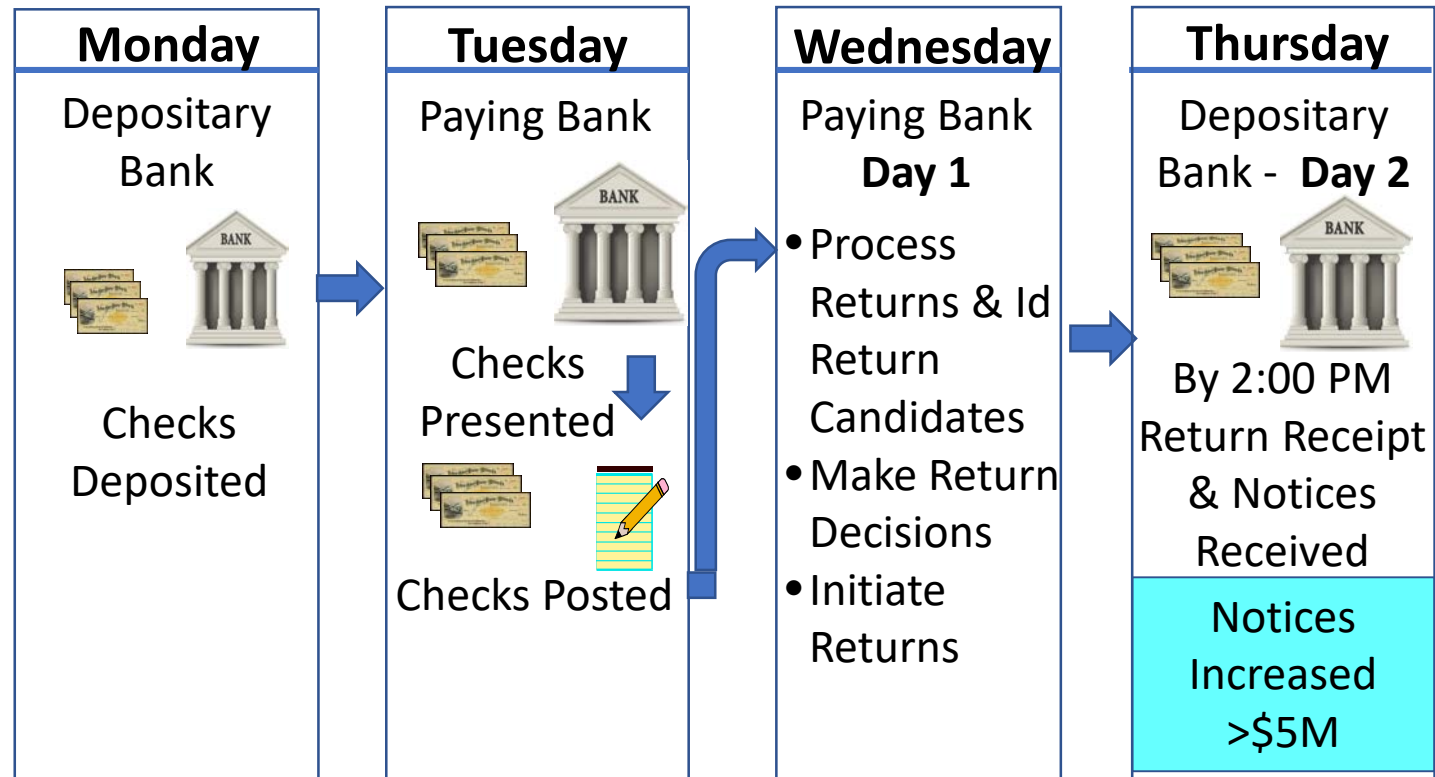 Monday
Depositary
Bank
BANK
Checks
Deposited
Tuesday
Paying Bank
BANK
Checks
Presented
Checks Posted
Wednesday
Paying Bank
Day 1
•Process
Returns & Id
Return
Candidates
•Make Return
Decisions
•Initiate
Returns
Thursday
Depositary
Bank - Day 2
BANK
By 2:00 PM
Return Receipt
& Notices
Received
Notices
Increased
>$5M